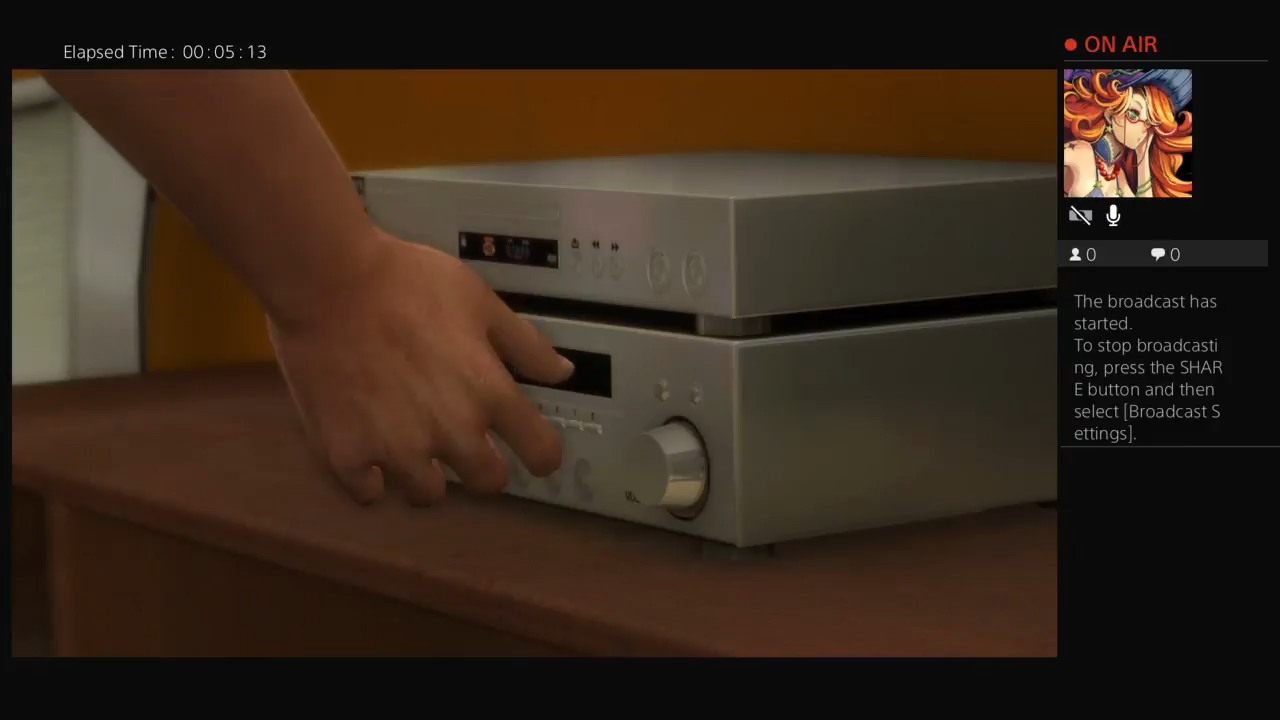 Elapsed Time: 00:05:13
ON AIR
0 0
The broadcast has
started.
To stop broadcasti
ng, press the SHAR
E button and then
select [Broadcast S
ettings].